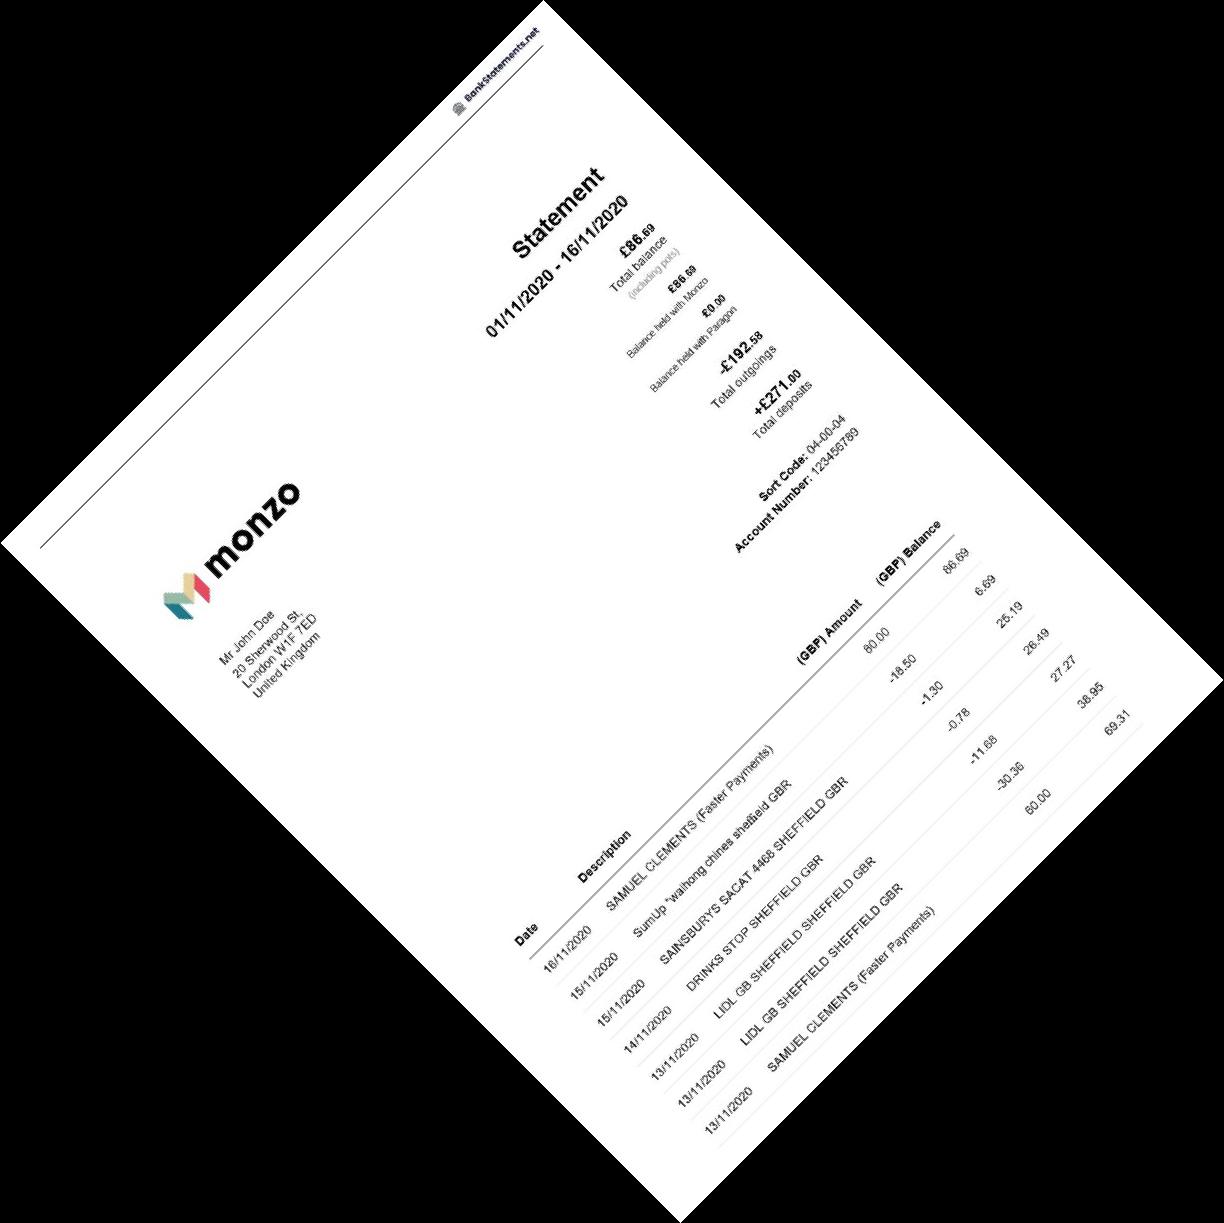 BankStatements.net
monzo
Mr John Doe
20 Sherwood St,
London W1F 7ED
United Kingdom
Statement
01/11/2020 - 16/11/2020
£86.69
Total balance
(including pots)
£86.69
Balance held with Monzo
£0.00
Balance held with Paragon
-£192.58
Total outgoings
+£271.00
Total deposits
Sort Code: 04-00-04
Account Number: 123456789
Date Description (GBP) Amount (GBP) Balance
16/11/2020 SAMUEL CLEMENTS (Faster Payments) 80.00 86.69
15/11/2020 SumUp *waihong chines sheffield GBR -18.50 6.69
15/11/2020 SAINSBURYS SACAT 4468 SHEFFIELD GBR -1.30 25.19
14/11/2020 DRINKS STOP SHEFFIELD GBR -0.78 26.49
13/11/2020 LIDL GB SHEFFIELD SHEFFIELD GBR -11.68 27.27
13/11/2020 LIDL GB SHEFFIELD SHEFFIELD GBR -30.36 38.95
13/11/2020 SAMUEL CLEMENTS (Faster Payments) 60.00 69.31